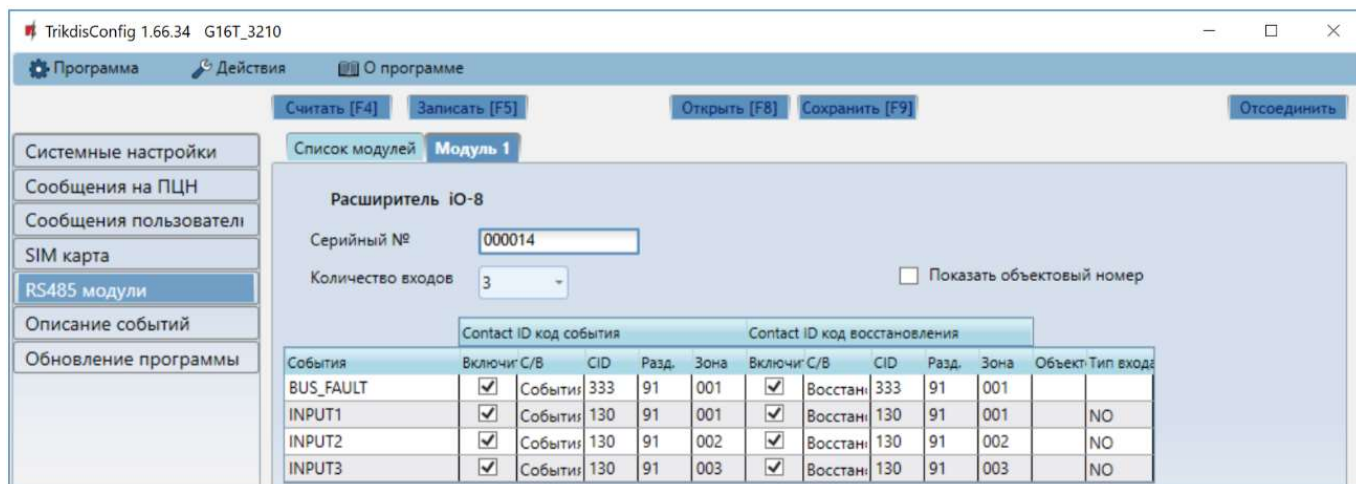 TrikdisConfig 1.66.34 G16T_3210
Программа Действия О программе
Считать [F4] Записать [F5] Открыть [F8] Сохранить [F9] Отсоединить
Системные настройки
Сообщения на ПЦН
Сообщения пользовател
SIM карта
RS485 модули
Описание событий
Обновление программы
Список модулей Модуль 1
Расширитель iO-8
Серийный № 000014
Количество входов 3 Показать объектовый номер
Contact ID код события Contact ID код восстановления
События Включит С/В CID Разд. Зона Включит С/В CID Разд. Зона Объект Тип входа
BUS_FAULT События 333 91 001 Восстан 333 91 001
INPUT1 События 130 91 001 Восстан 130 91 001 NO
INPUT2 События 130 91 002 Восстан 130 91 002 NO
INPUT3 События 130 91 003 Восстан 130 91 003 NO